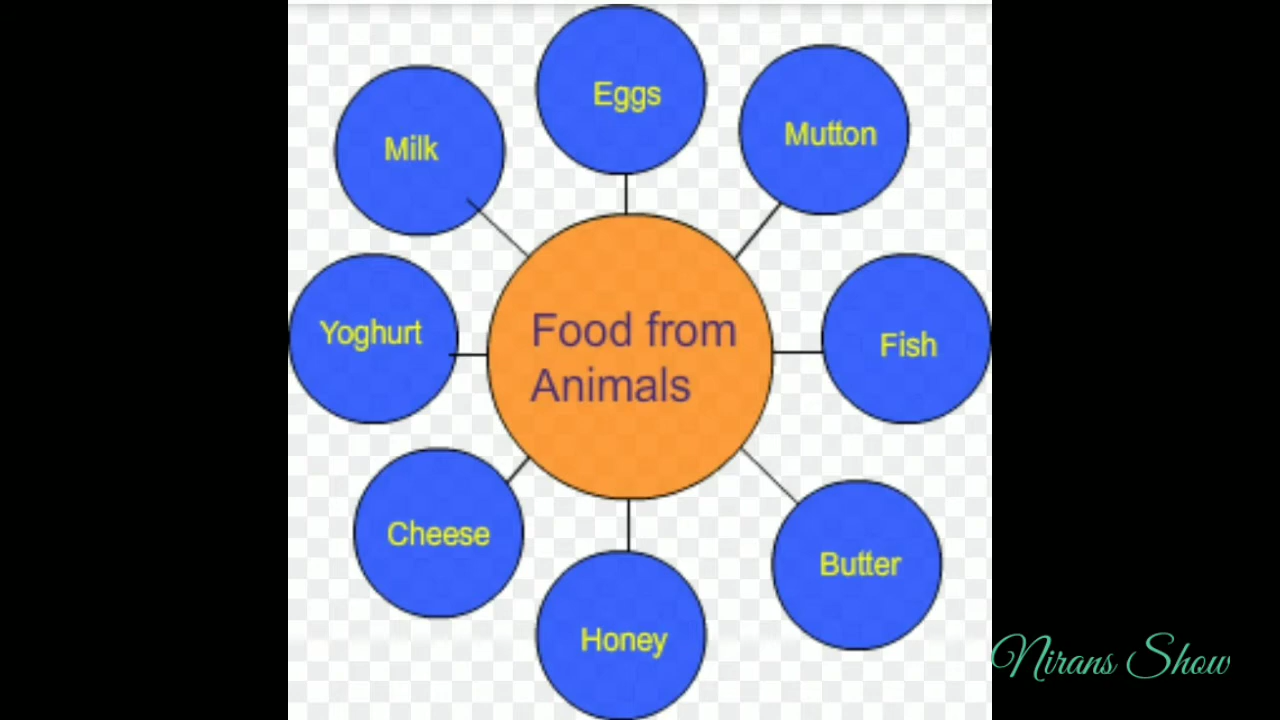 Eggs
Mutton
Milk
Food from
Animals
Yoghurt
Fish
Cheese
Butter
Honey
Nirans Show